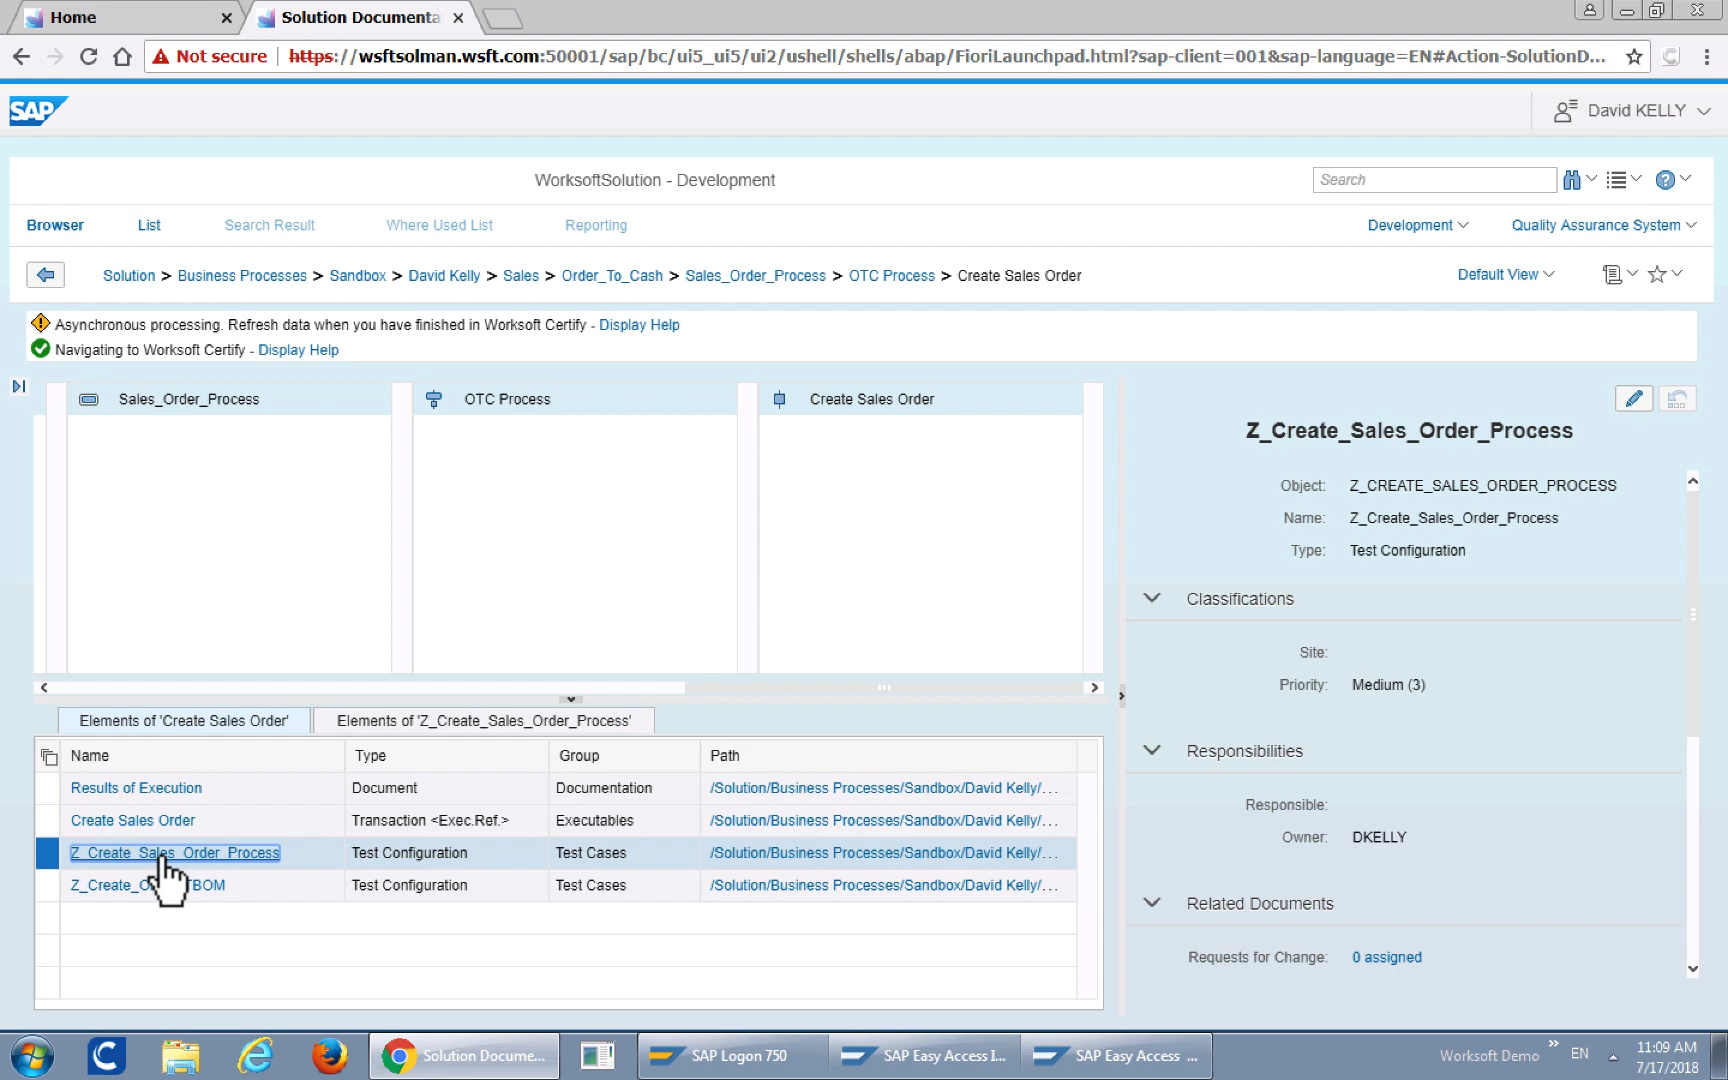 Home
Solution Documenta
Not secure https://wsftsolman.wsft.com:50001/sap/bc/ui5_ui5/ui2/ushell/shells/abap/FioriLaunchpad.html?sap-client=001&sap-language=EN#Action-SolutionD...
SAP
David KELLY
WorksoftSolution - Development
Search
Browser List Search Result Where Used List Reporting
Development Quality Assurance System
Solution > Business Processes > Sandbox > David Kelly > Sales > Order_To_Cash > Sales_Order_Process > OTC Process > Create Sales Order
Default View
Asynchronous processing. Refresh data when you have finished in Worksoft Certify - Display Help
Navigating to Worksoft Certify - Display Help
Sales_Order_Process OTC Process Create Sales Order
Z_Create_Sales_Order_Process
Object: Z_CREATE_SALES_ORDER_PROCESS
Name: Z_Create_Sales_Order_Process
Type: Test Configuration
Classifications
Site:
Priority: Medium (3)
Responsibilities
Responsible:
Owner: DKELLY
Related Documents
Requests for Change: 0 assigned
Elements of 'Create Sales Order' Elements of 'Z_Create_Sales_Order_Process'
Name Type Group Path
Results of Execution Document Documentation /Solution/Business Processes/Sandbox/David Kelly/...
Create Sales Order Transaction <Exec.Ref.> Executables /Solution/Business Processes/Sandbox/David Kelly/...
Z_Create_Sales_Order_Process Test Configuration Test Cases /Solution/Business Processes/Sandbox/David Kelly/...
Z_Create_O TBOM Test Configuration Test Cases /Solution/Business Processes/Sandbox/David Kelly/...
Solution Docume...
SAP Logon 750
SAP Easy Access I...
SAP Easy Access ...
Worksoft Demo
EN
11:09 AM
7/17/2018